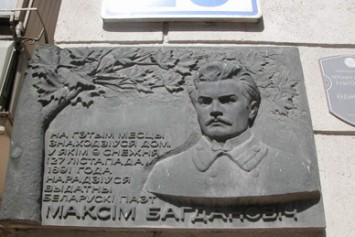 НА ГЭТЫМ МЕСЦЫ
ЗНАХОДЗІЎСЯ ДОМ,
У ЯКІМ 9 СНЕЖНЯ
/27 ЛІСТАПАДА/
1891 ГОДА
НАРАДЗІЎСЯ
ВЫДАТНЫ
БЕЛАРУСКІ ПАЭТ
МАКСІМ БАГДАНОВІЧ